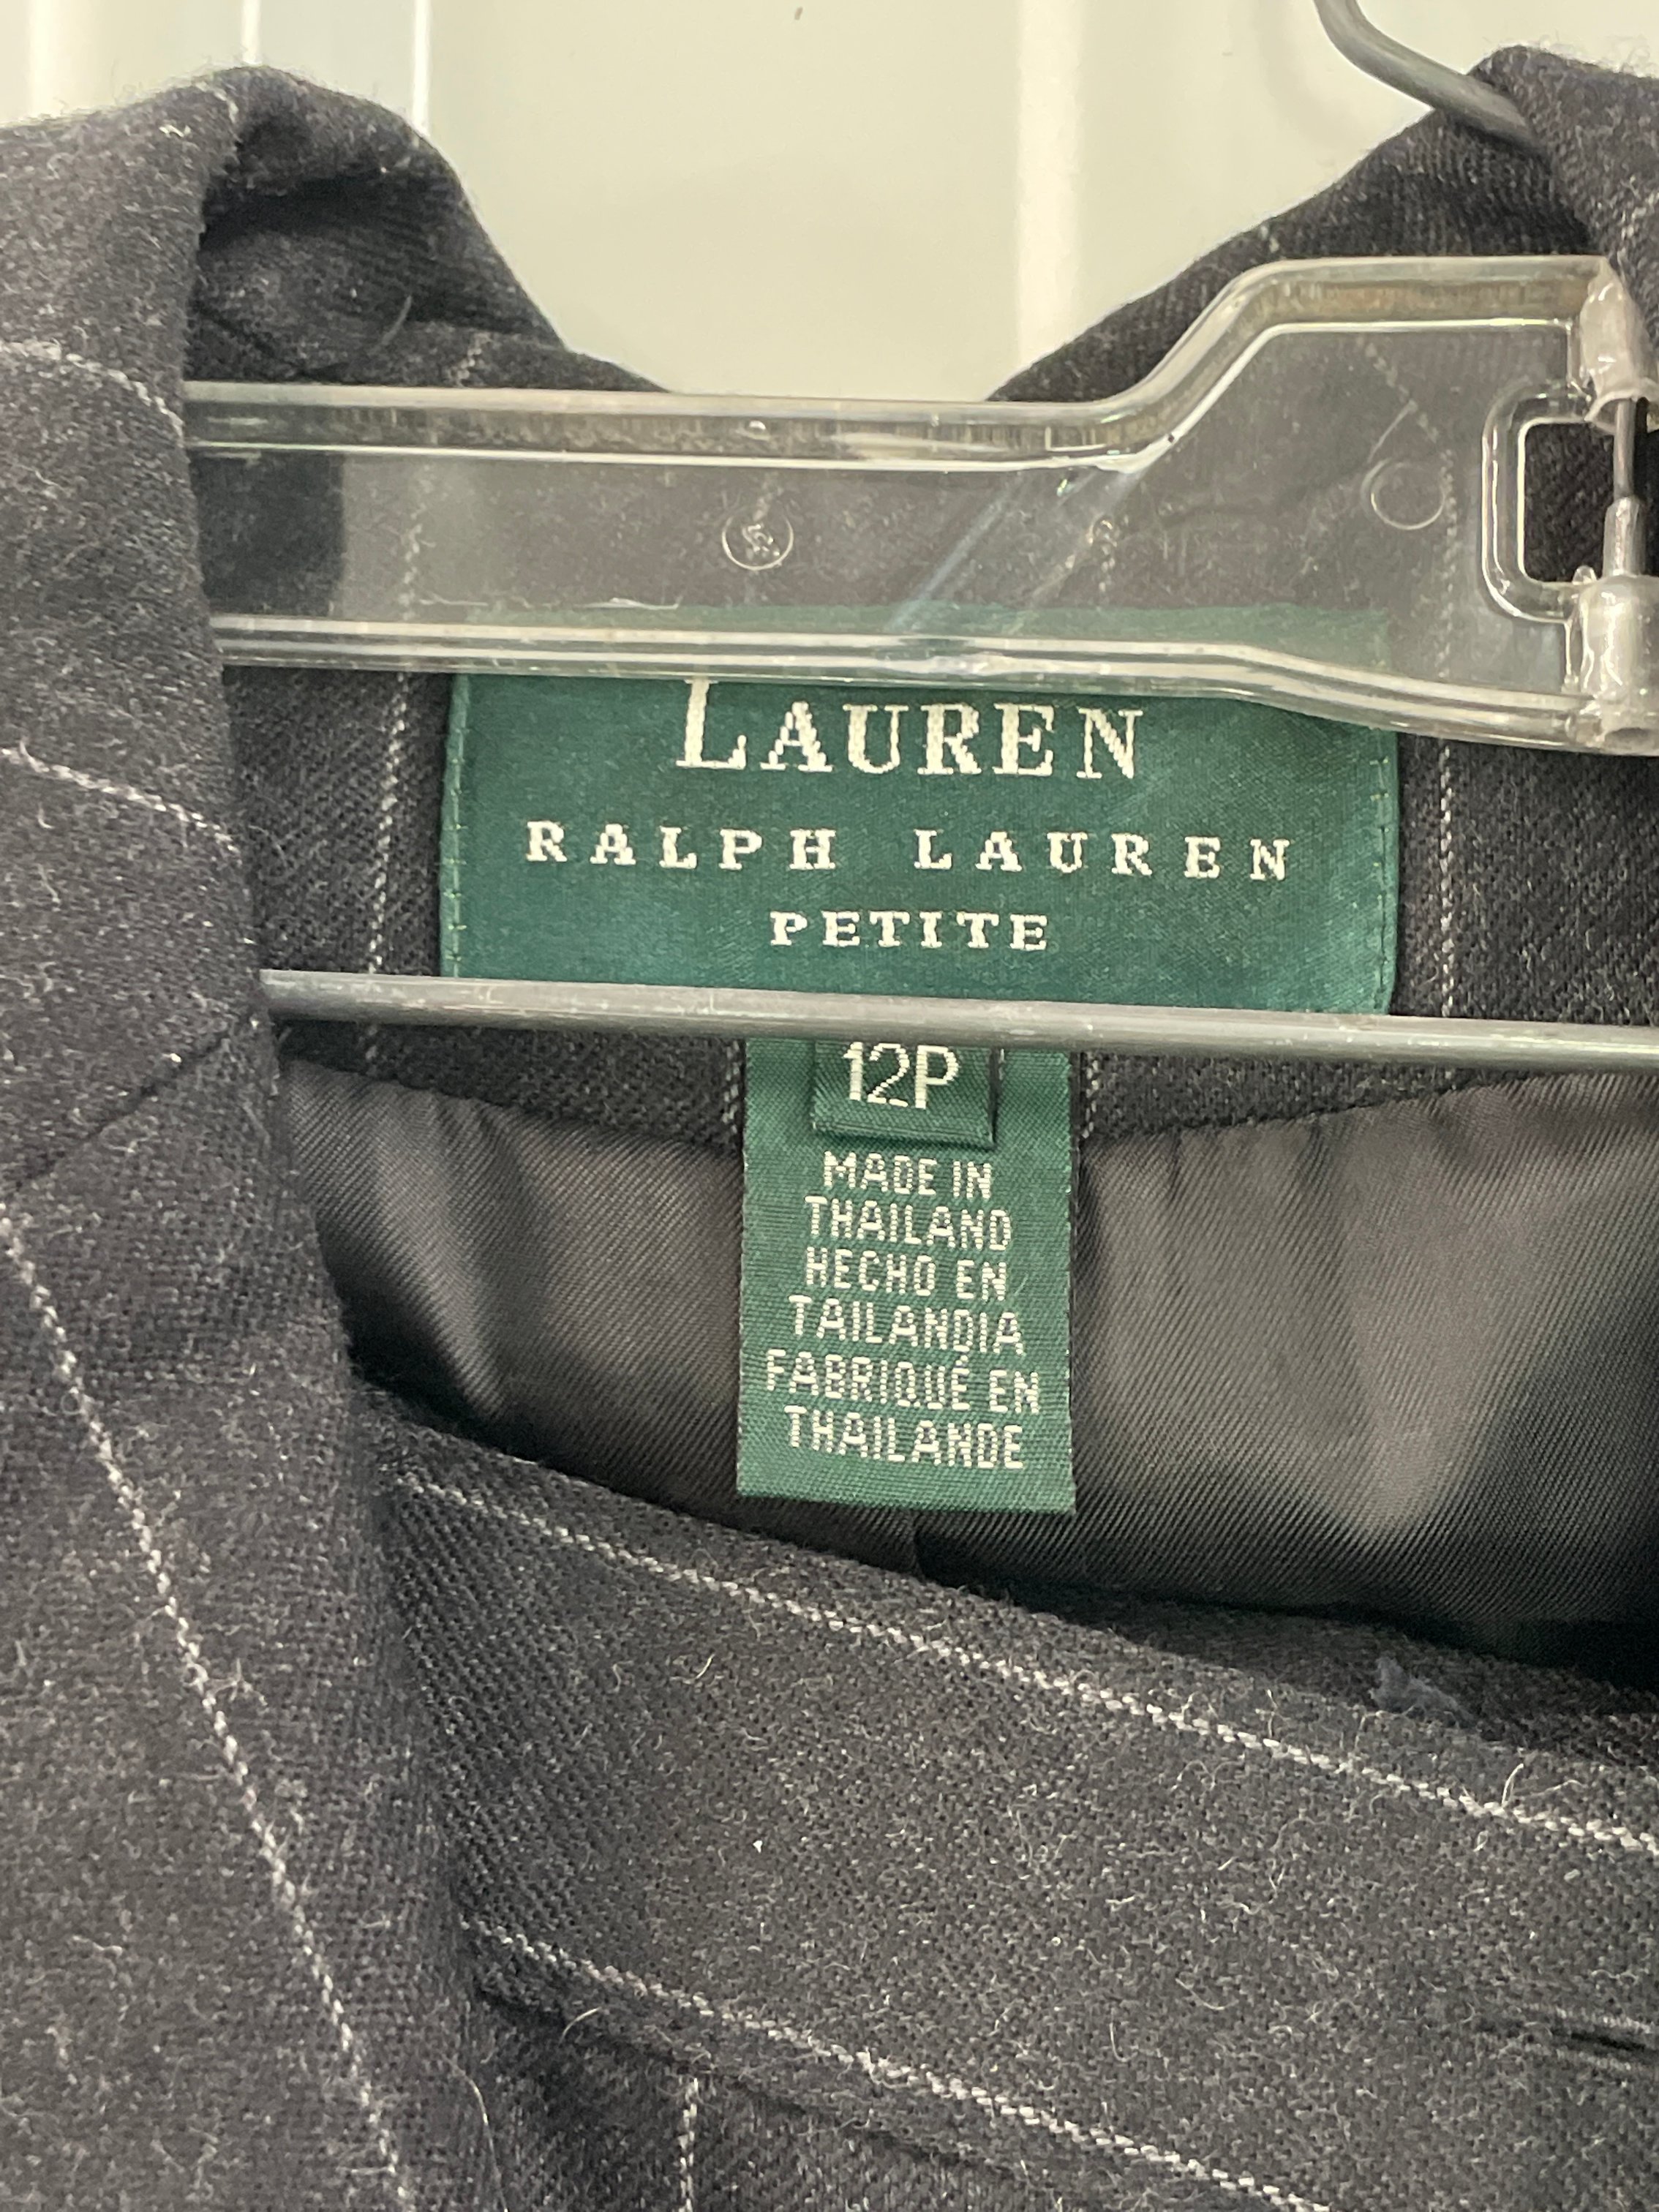 LAUREN
RALPH LAUREN
PETITE
12P
MADE IN
THAILAND
HECHO EN
TAILANDIA
FABRIQUÉ EN
THAILANDE